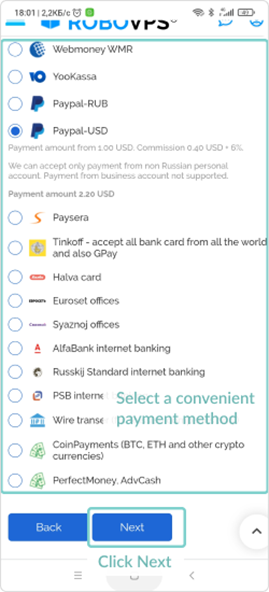 18:01 | 2,2КБ/с
ROBOVPS
Webmoney WMR
YooKassa
Paypal-RUB
Paypal-USD
Payment amount from 1.00 USD. Commission 0.40 USD + 6%.
We can accept only payment from non Russian personal
account. Payment from business account not supported.
Payment amount 2.20 USD
Paysera
Tinkoff - accept all bank card from all the world
and also GPay
Halva card
Euroset offices
Svaznoj offices
AlfaBank internet banking
Russkij Standard internet banking
PSB interne
Select a convenient
payment method
Wire transe
CoinPayments (BTC, ETH and other crypto
currencies)
PerfectMoney, AdvCash
Back
Next
Click Next